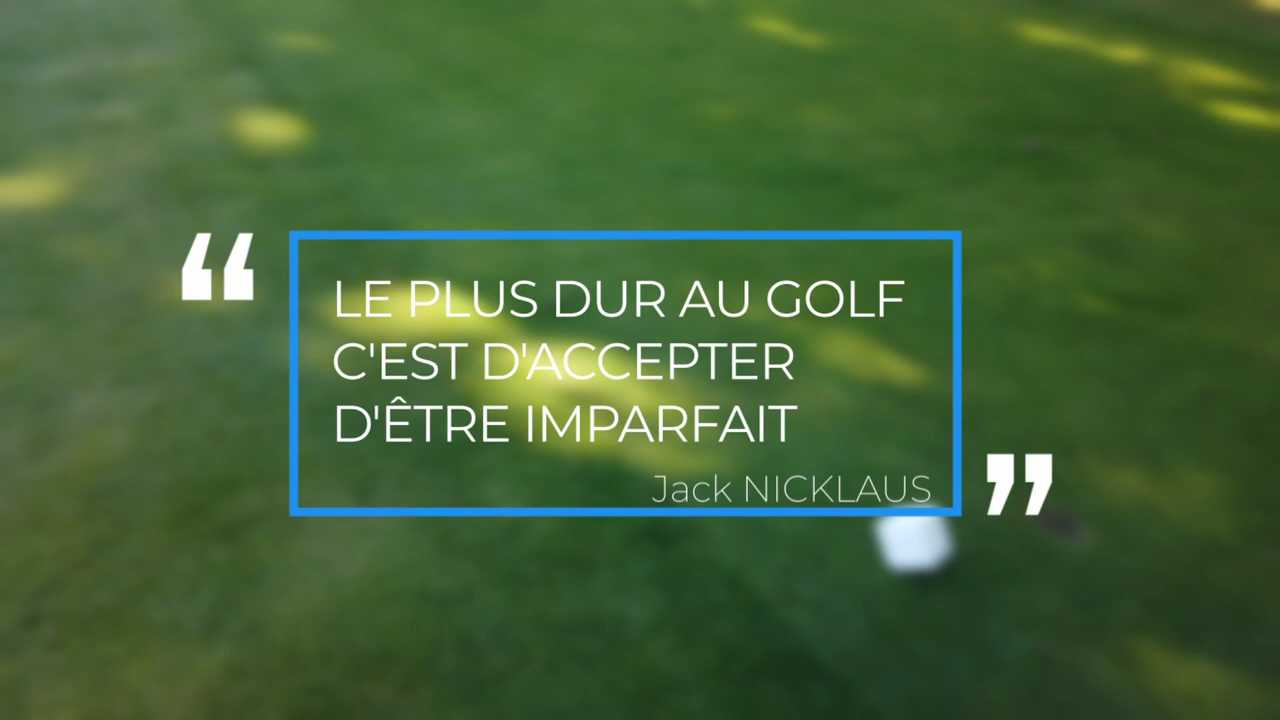 “
LE PLUS DUR AU GOLF
C'EST D'ACCEPTER
D'ÊTRE IMPARFAIT
Jack NICKLAUS
”